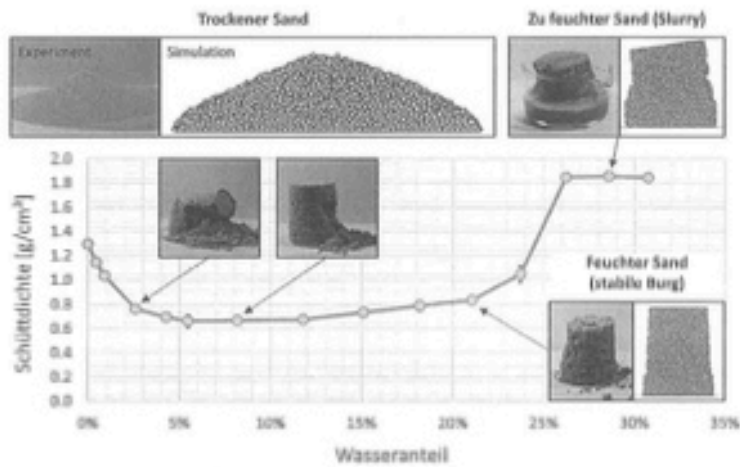 Trockener Sand
Zu feuchter Sand (Slurry)
Experiment
Simulation
Schüttdichte [g/cm³]
2.0
1.8
1.6
1.4
1.2
1.0
0.8
0.6
0.4
0.2
0.0
Feuchter Sand
(stabile Burg)
0%
5%
10%
15%
20%
25%
30%
35%
Wasseranteil